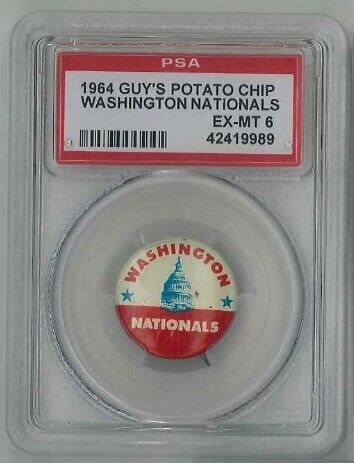 PSA
1964 GUY'S POTATO CHIP
WASHINGTON NATIONALS
EX-MT 6
42419989
WASHINGTON
NATIONALS